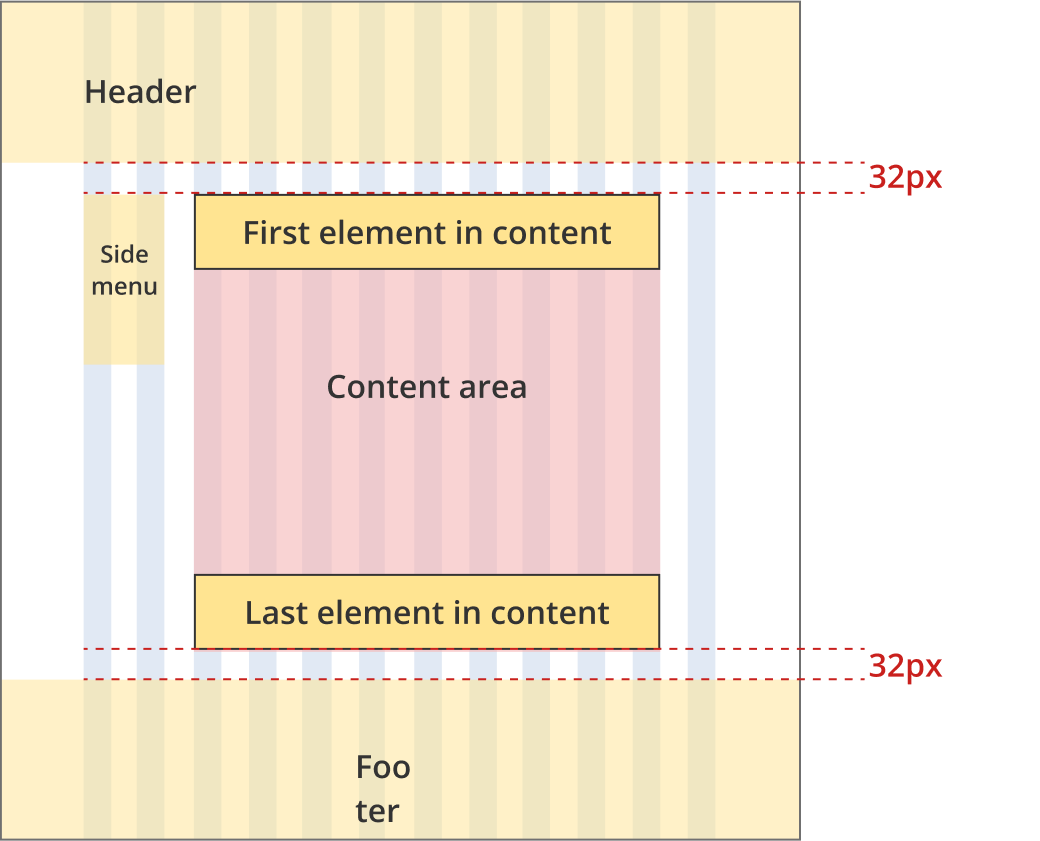 Header
32px
First element in content
Side
menu
Content area
Last element in content
32px
Foo
ter